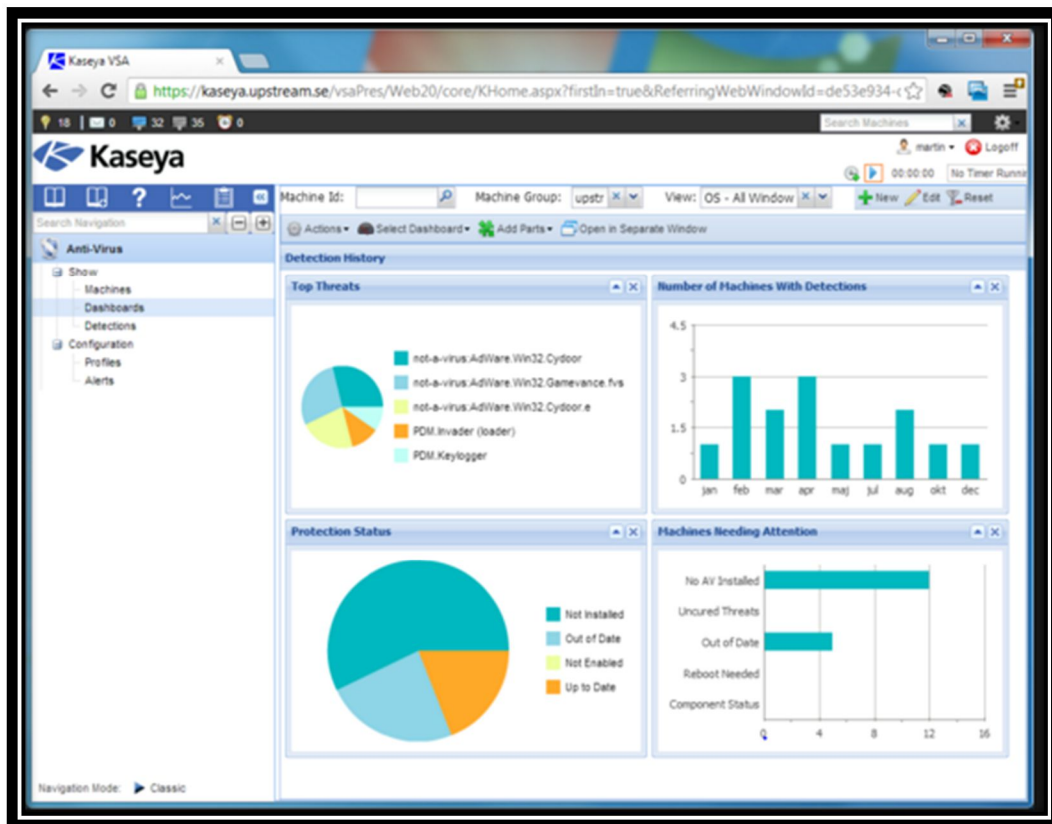 Kaseya VSA
https://kaseya.upstream.se/vsaPres/Web20/core/KHome.aspx?firstIn=true&ReferringWebWindowId=de53e934-c
18 0 32 35 0 Search Machines
Kaseya
martin Logoff
00:00:00 No Timer Runnin
Machine Id: Machine Group: upstr View: OS - All Window New Edit Reset
Search Navigation
Actions Select Dashboard Add Parts Open in Separate Window
Anti-Virus
Show
Machines
Dashboards
Detections
Configuration
Profiles
Alerts
Detection History
Top Threats
not-a-virus:AdWare.Win32.Cydoor
not-a-virus:AdWare.Win32.Gamevance.fvs
not-a-virus:AdWare.Win32.Cydoor.e
PDM.Invader (loader)
PDM.Keylogger
Number of Machines With Detections
4.5
3
1.5
0
jan feb mar apr maj jul aug okt dec
Protection Status
Not Installed
Out of Date
Not Enabled
Up to Date
Machines Needing Attention
No AV Installed
Uncured Threats
Out of Date
Reboot Needed
Component Status
0 4 8 12 16
Navigation Mode: Classic